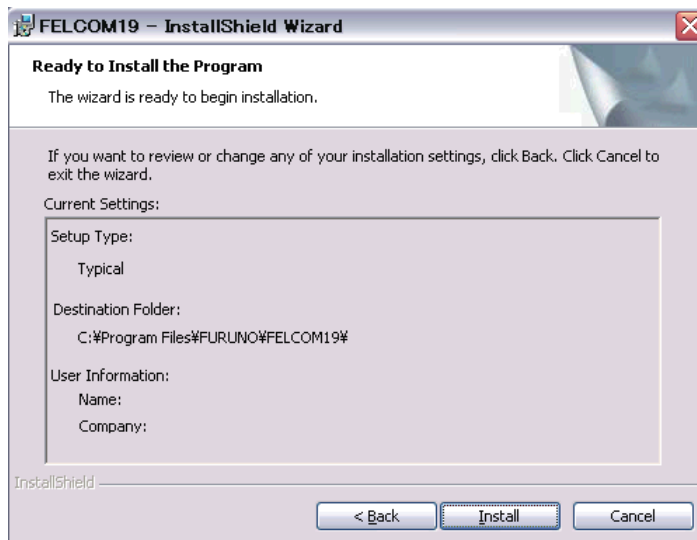 FELCOM19 - InstallShield Wizard
Ready to Install the Program
The wizard is ready to begin installation.
If you want to review or change any of your installation settings, click Back. Click Cancel to
exit the wizard.
Current Settings:
Setup Type:
Typical
Destination Folder:
C:¥Program Files¥FURUNO¥FELCOM19¥
User Information:
Name:
Company:
InstallShield
< Back
Install
Cancel